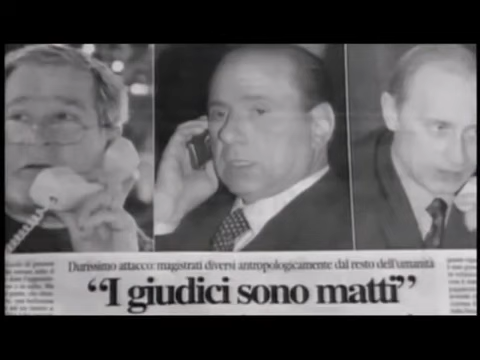 Durissimo attacco: magistrati diversi antropologicamente dal resto dell'umanità
“I giudici sono matti”